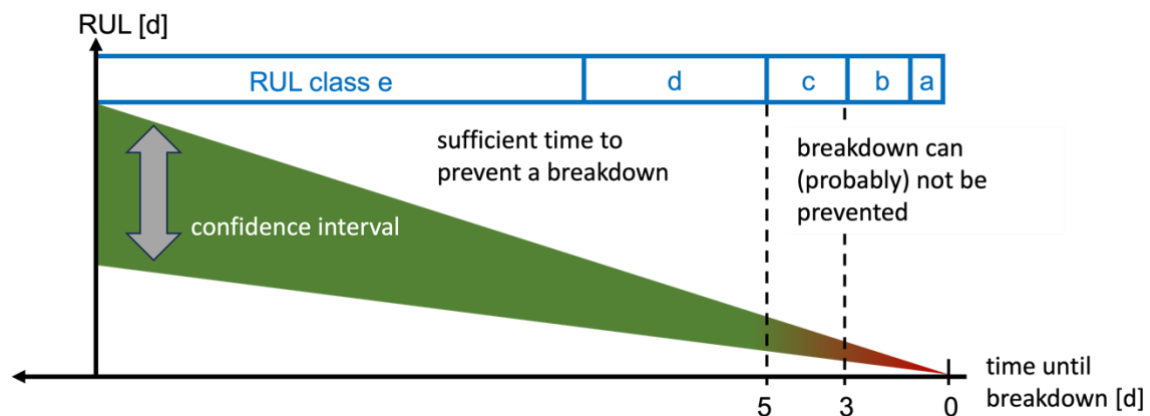 RUL [d]
RUL class e
d
c
b
a
sufficient time to
prevent a breakdown
breakdown can
(probably) not be
prevented
confidence interval
5
3
0
time until
breakdown [d]